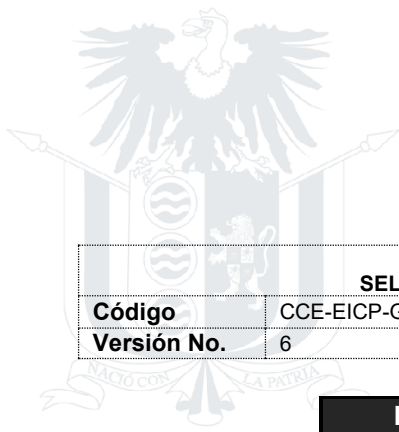 SEL
Código CCE-EICP-G
Versión No. 6
NACIÓ CON LA PATRIA